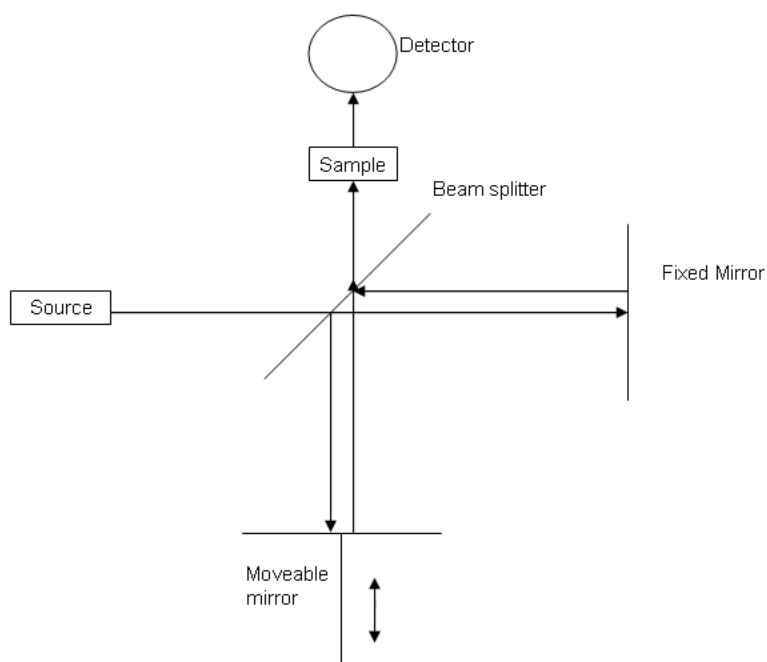 Detector
Sample
Beam splitter
Fixed Mirror
Source
Moveable
mirror